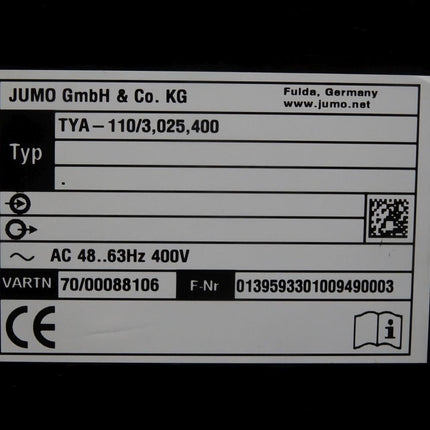 JUMO GmbH & Co. KG
Fulda, Germany
www.jumo.net
Typ
TYA – 110/3,025,400
.
~ AC 48..63Hz 400V
VARTN 70/00088106 F-Nr 0139593301009490003
CE
i